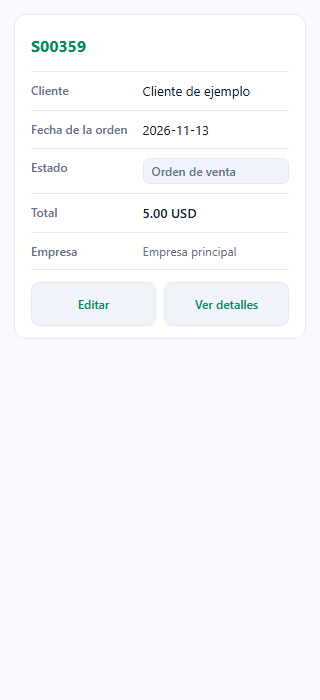 S00359
Cliente Cliente de ejemplo
Fecha de la orden 2026-11-13
Estado Orden de venta
Total 5.00 USD
Empresa Empresa principal
Editar Ver detalles